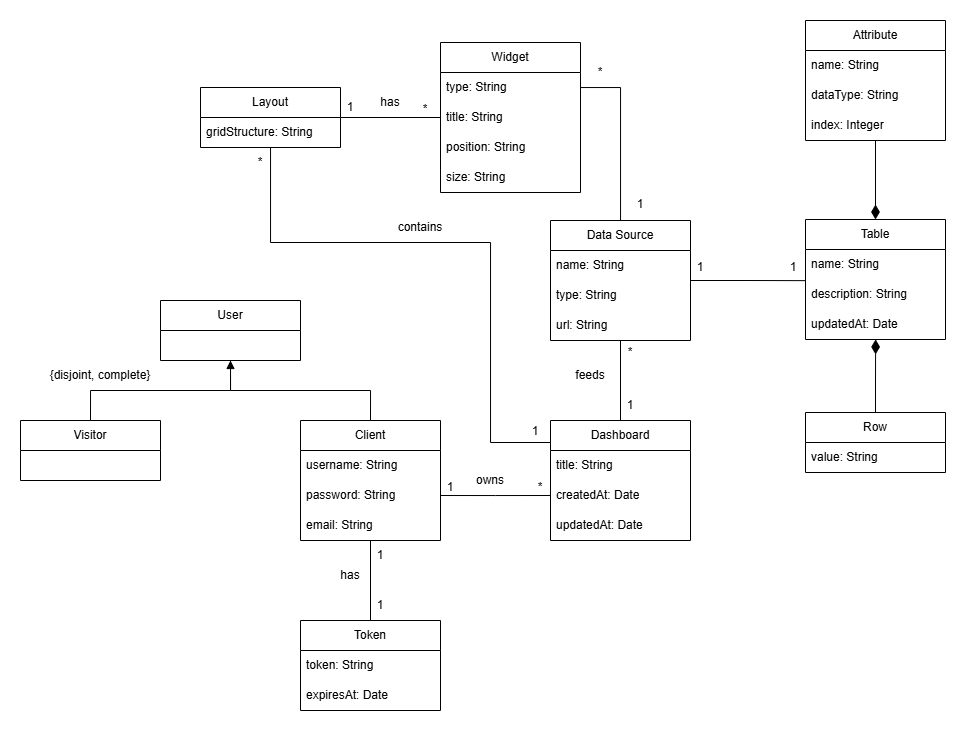 Attribute
name: String
dataType: String
index: Integer
Widget
type: String
title: String
position: String
size: String
*
Layout
gridStructure: String
1
has
*
*
contains
1
Data Source
name: String
type: String
url: String
1
1
Table
name: String
description: String
updatedAt: Date
User
{disjoint, complete}
*
feeds
1
Visitor
Client
username: String
password: String
email: String
1
Dashboard
title: String
createdAt: Date
updatedAt: Date
1
owns
*
Row
value: String
1
has
1
Token
token: String
expiresAt: Date